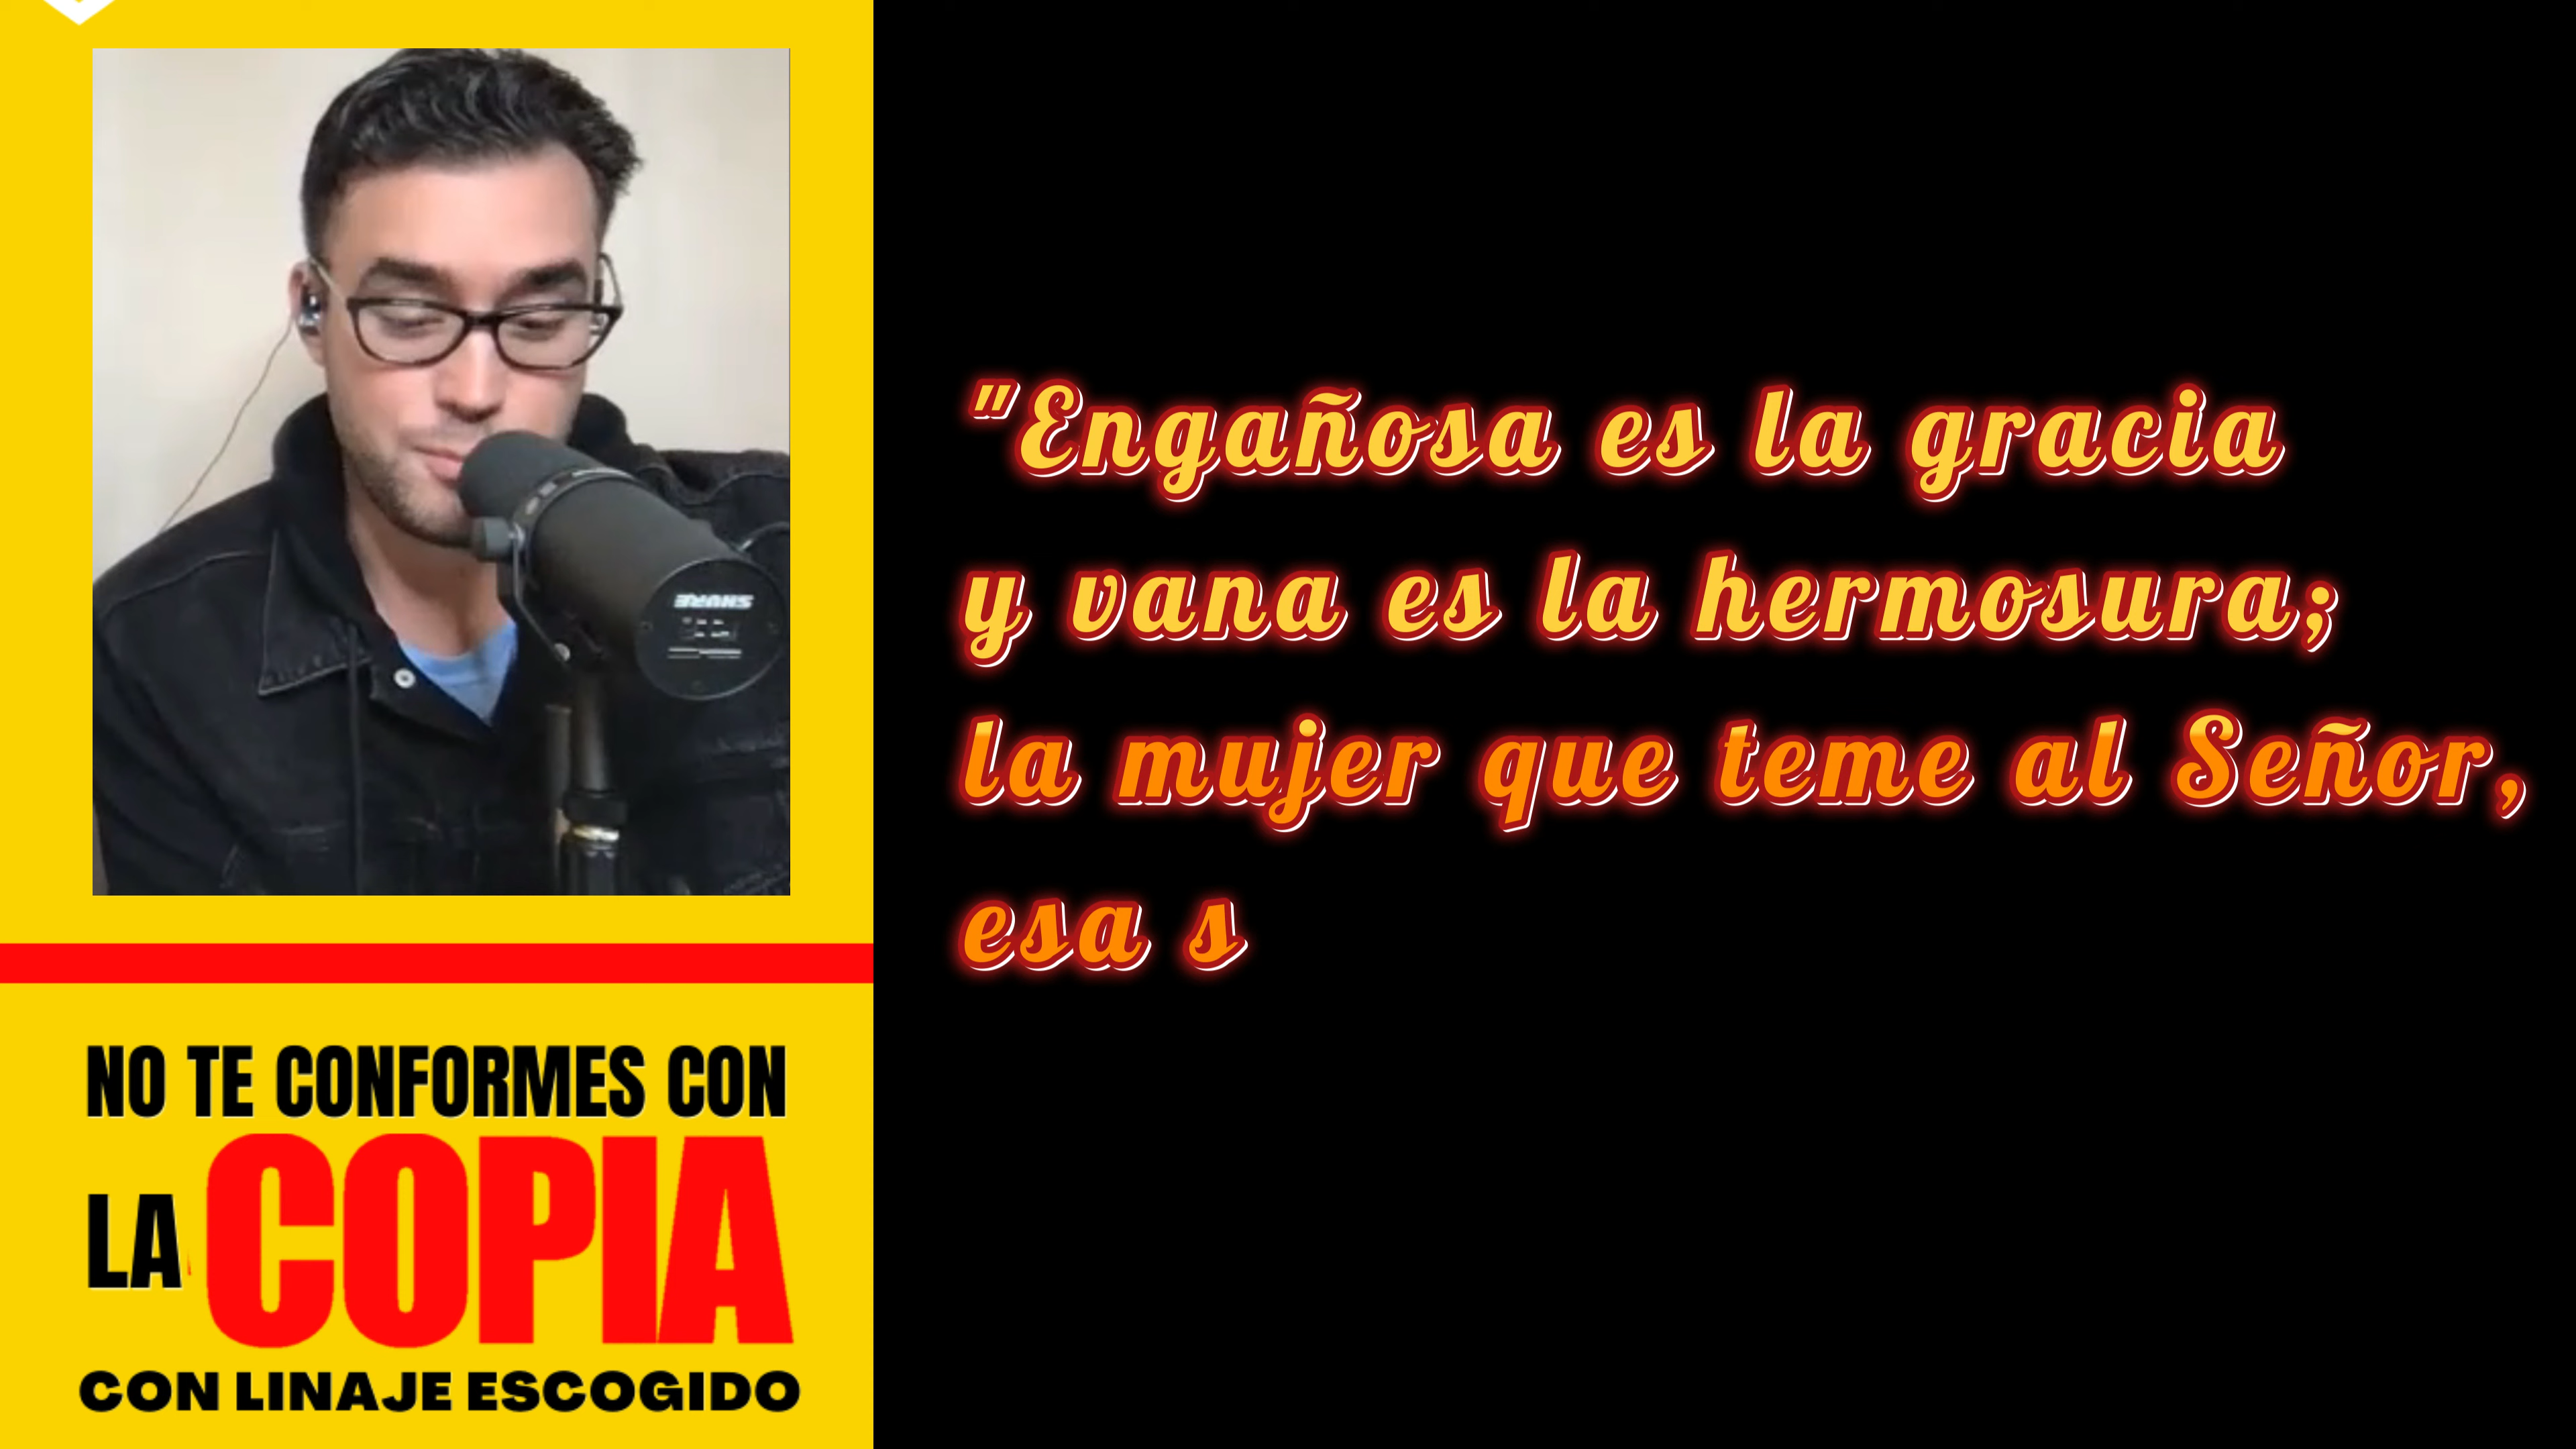 SHURE
NO TE CONFORMES CON
LA COPIA
CON LINAJE ESCOGIDO
"Engañosa es la gracia
y vana es la hermosura;
la mujer que teme al Señor,
esa s